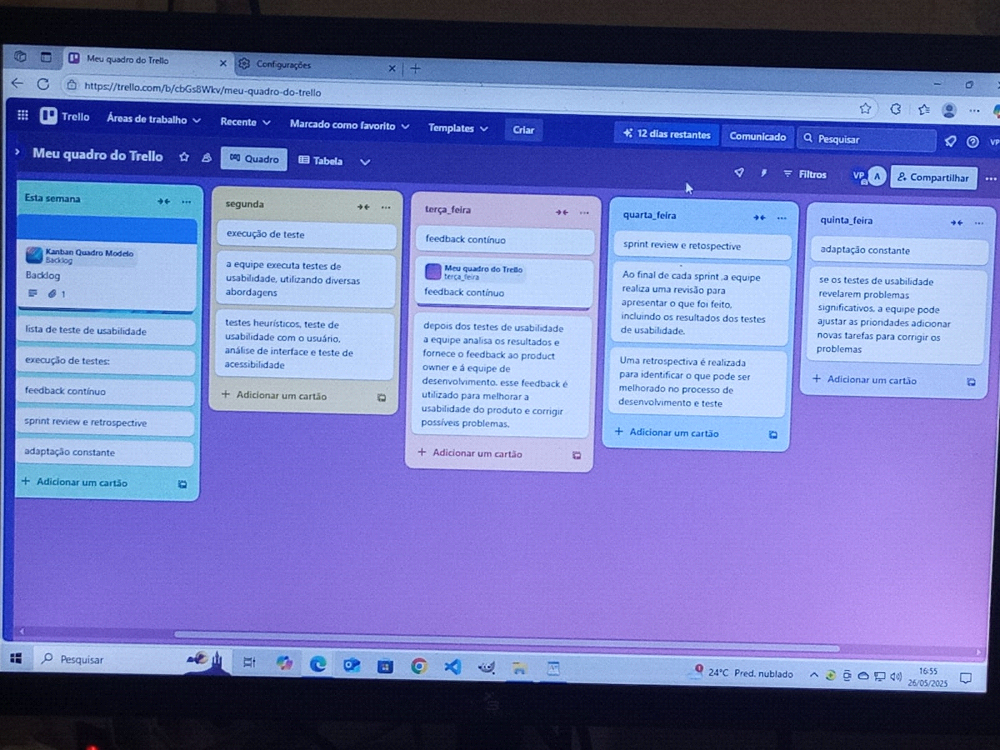 Meu quadro do Trello
Configurações
https://trello.com/b/cbGs8Wkv/meu-quadro-do-trello
Trello
Áreas de trabalho
Recente
Marcado como favorito
Templates
Criar
12 dias restantes
Comunicado
Pesquisar
VP
Meu quadro do Trello
Quadro
Tabela
Filtros
VP
A
Compartilhar
Esta semana
Kanban Quadro Modelo
Backlog
Backlog
1
lista de teste de usabilidade
execução de testes:
feedback contínuo
sprint review e retrospective
adaptação constante
+ Adicionar um cartão
segunda
execução de teste
a equipe executa testes de
usabilidade, utilizando diversas
abordagens
testes heurísticos, teste de
usabilidade com o usuário,
análise de interface e teste de
acessibilidade
+ Adicionar um cartão
terça_feira
feedback contínuo
Meu quadro do Trello
terça_feira
feedback contínuo
depois dos testes de usabilidade
a equipe analisa os resultados e
fornece o feedback ao product
owner e á equipe de
desenvolvimento. esse feedback é
utilizado para melhorar a
usabilidade do produto e corrigir
possíveis problemas.
+ Adicionar um cartão
quarta_feira
sprint review e retospective
Ao final de cada sprint ,a equipe
realiza uma revisão para
apresentar o que foi feito,
incluindo os resultados dos testes
de usabilidade.
Uma retrospectiva é realizada
para identificar o que pode ser
melhorado no processo de
desenvolvimento e teste
+ Adicionar um cartão
quinta_feira
adaptação constante
se os testes de usabilidade
revelarem problemas
significativos, a equipe pode
ajustar as prioridades adicionar
novas tarefas para corrigir os
problemas
+ Adicionar um cartão
Pesquisar
24°C Pred. nublado
16:55
26/05/2025